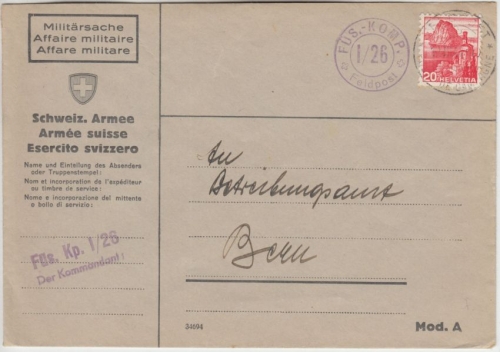 Militärsache
Affaire militaire
Affare militare
Schweiz. Armee
Armée suisse
Esercito svizzero
Name und Einteilung des Absenders
oder Truppenstempel:
Nom et incorporation de l'expéditeur
ou timbre de service:
Nome e incorporazione del mittente
o bollo di servizio:
Füs. Kp. I/26
Der Kommandant:
FÜS.-KOMP.
I/26
Feldpost
20 HELVETIA
An
Betreibungsamt
Bern
34694
Mod. A